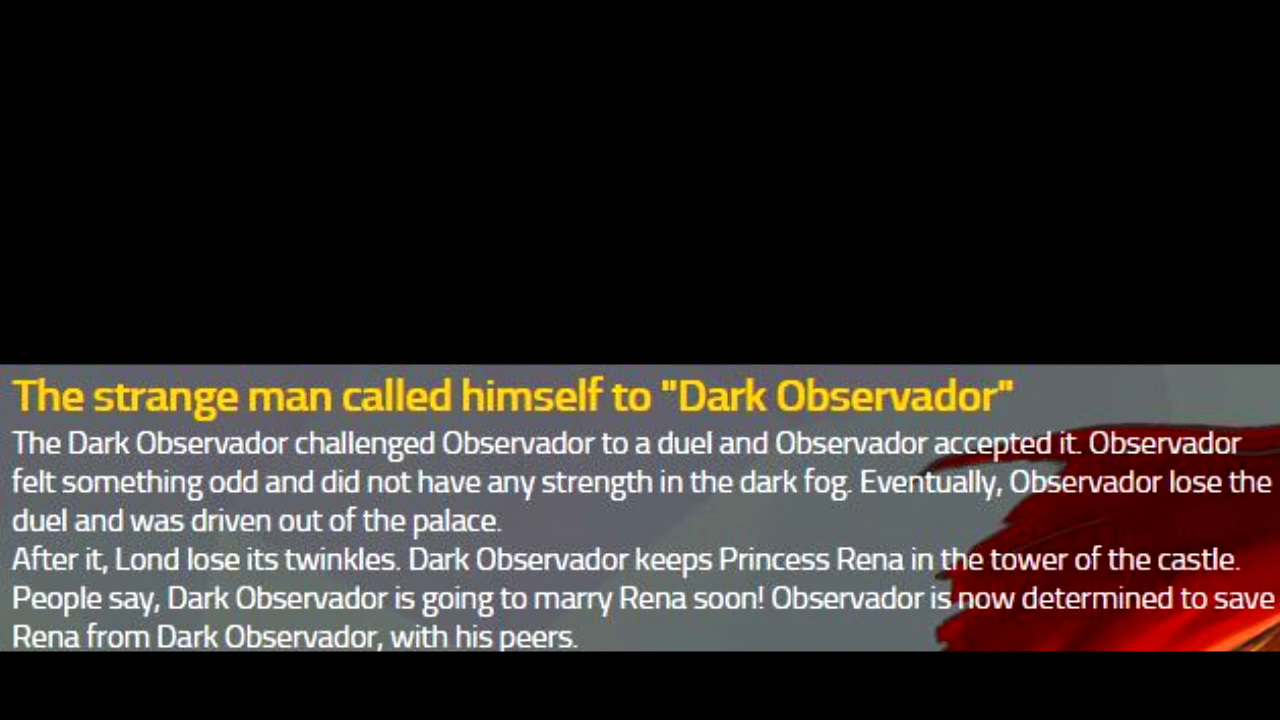 The strange man called himself to "Dark Observador"
The Dark Observador challenged Observador to a duel and Observador accepted it. Observador
felt something odd and did not have any strength in the dark fog. Eventually, Observador lose the
duel and was driven out of the palace.
After it, Lond lose its twinkles. Dark Observador keeps Princess Rena in the tower of the castle.
People say, Dark Observador is going to marry Rena soon! Observador is now determined to save
Rena from Dark Observador, with his peers.